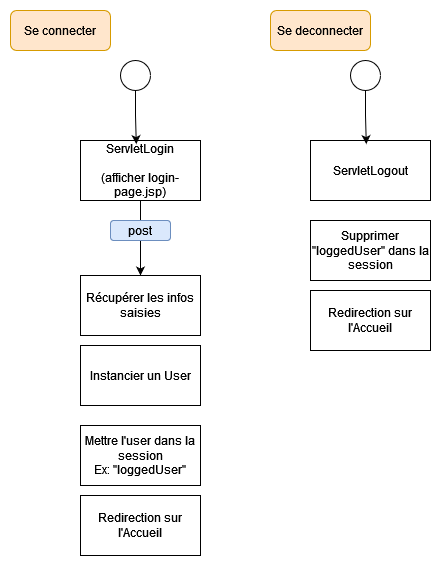 Se connecter
Se deconnecter
ServletLogin
(afficher login-
page.jsp)
post
Récupérer les infos
saisies
Instancier un User
Mettre l'user dans la
session
Ex: "loggedUser"
Redirection sur
l'Accueil
ServletLogout
Supprimer
"loggedUser" dans la
session
Redirection sur
l'Accueil